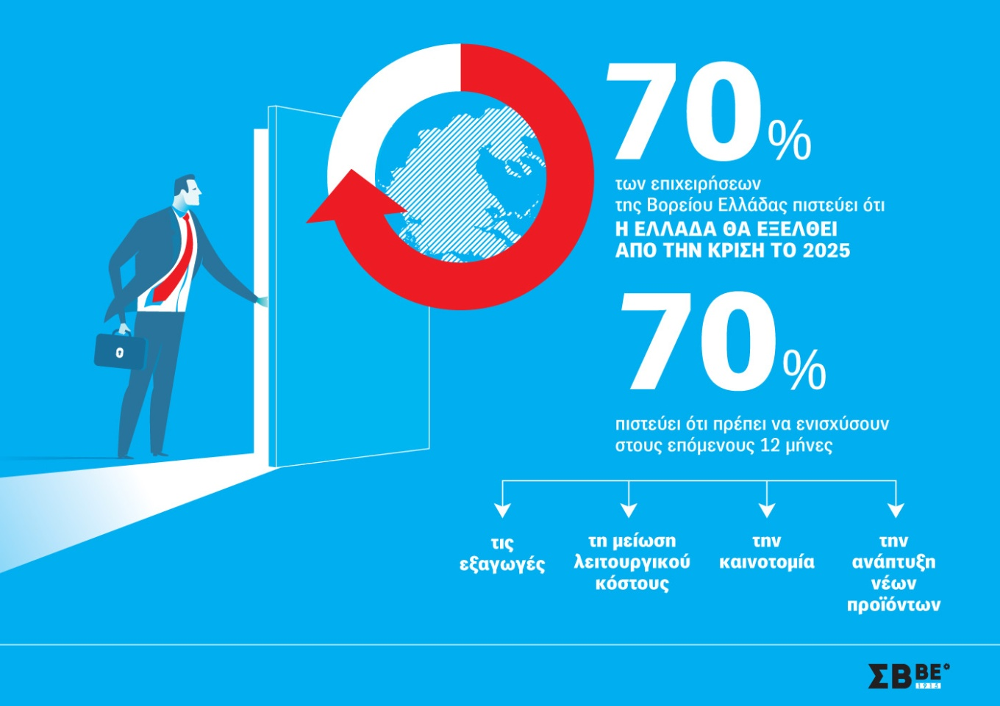 70%
των επιχειρήσεων
της Βορείου Ελλάδας πιστεύει ότι
Η ΕΛΛΑΔΑ ΘΑ ΕΞΕΛΘΕΙ
ΑΠΟ ΤΗΝ ΚΡΙΣΗ ΤΟ 2025
70%
πιστεύει ότι πρέπει να ενισχύσουν
στους επόμενους 12 μήνες
τις
εξαγωγές
τη μείωση
λειτουργικού
κόστους
την
καινοτομία
την
ανάπτυξη
νέων
προϊόντων
ΣΒΒΕ°
1915